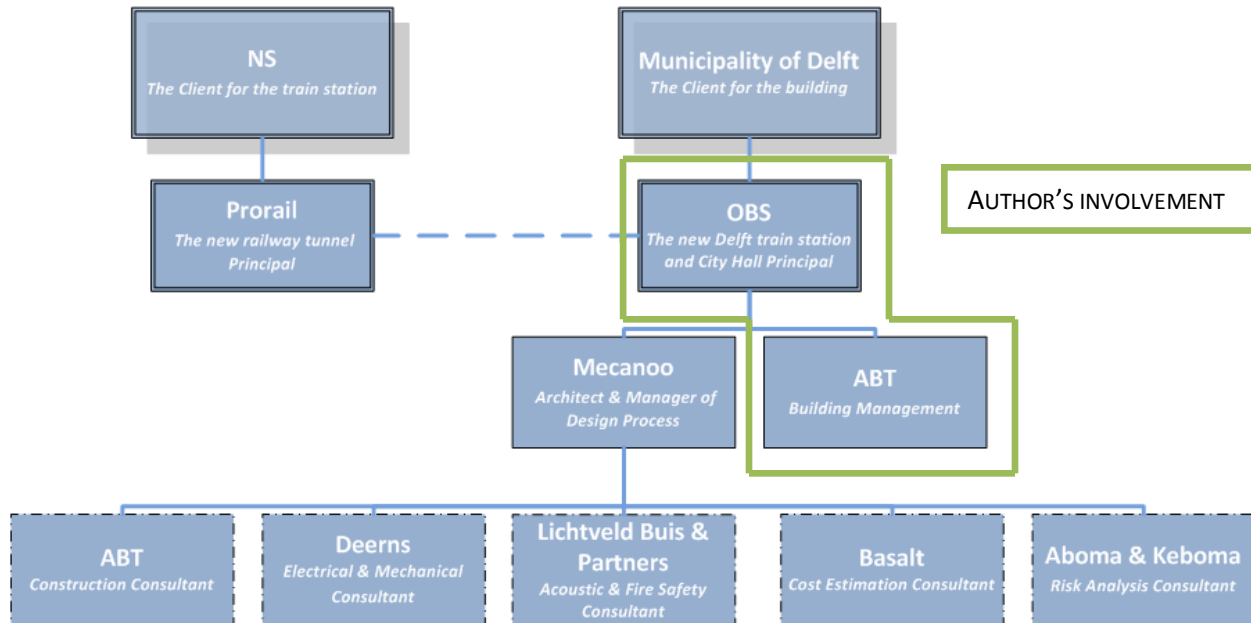 NS
The Client for the train station
Municipality of Delft
The Client for the building
AUTHOR'S INVOLVEMENT
Prorail
The new railway tunnel
Principal
OBS
The new Delft train station
and City Hall Principal
Mecanoo
Architect & Manager of
Design Process
ABT
Building Management
ABT
Construction Consultant
Deerns
Electrical & Mechanical
Consultant
Lichtveld Buis &
Partners
Acoustic & Fire Safety
Consultant
Basalt
Cost Estimation Consultant
Aboma & Keboma
Risk Analysis Consultant